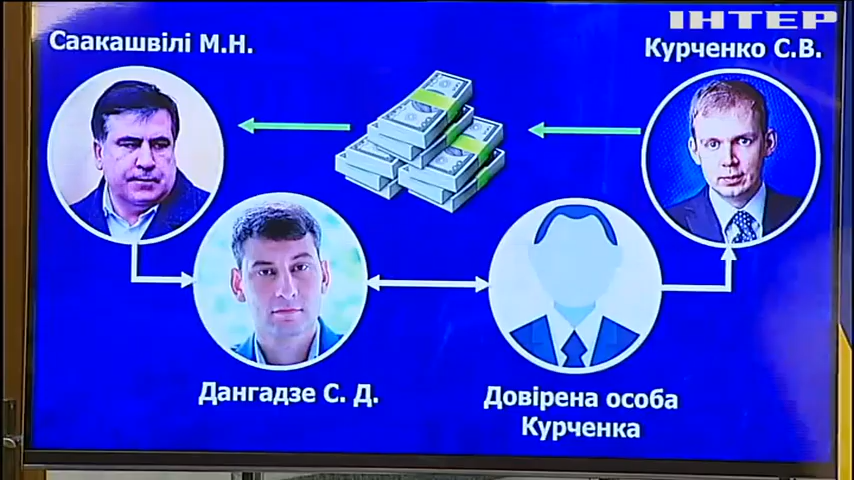 ІНТЕР
Саакашвілі М.Н.
Курченко С.В.
Дангадзе С. Д.
Довірена особа
Курченка